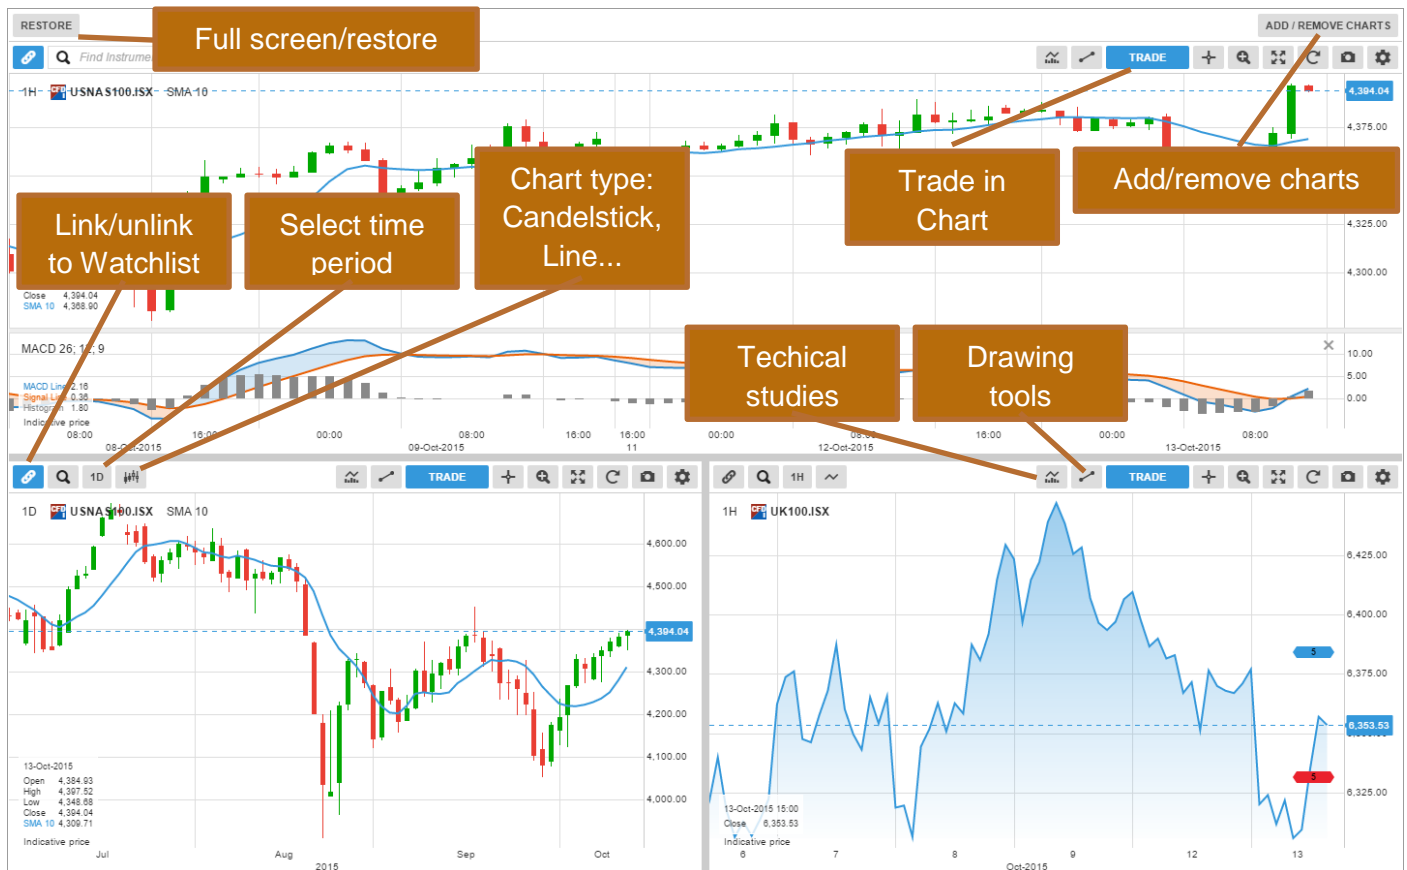 RESTORE
Full screen/restore
ADD / REMOVE CHARTS
Find Instrume
TRADE
1H USNAS100.ISX SMA 10
4,394.04
4,375.00
4,325.00
4,300.00
Link/unlink
to Watchlist
Select time
period
Chart type:
Candelstick,
Line...
Trade in
Chart
Add/remove charts
Close 4,394.04
SMA 10 4,368.90
MACD 26; 12; 9
MACD Line 2.16
Signal Line 0.36
Histogram 1.80
Indicative price
10.00
5.00
0.00
Techical
studies
Drawing
tools
08:00 16:00 00:00 08:00 16:00 16:00 00:00 08:00 16:00 00:00 08:00
08-Oct-2015 09-Oct-2015 11 12-Oct-2015 13-Oct-2015
1D TRADE
1D USNAS100.ISX SMA 10
4,600.00
4,500.00
4,394.04
4,300.00
4,200.00
4,100.00
4,000.00
13-Oct-2015
Open 4,384.93
High 4,397.52
Low 4,348.68
Close 4,394.04
SMA 10 4,309.71
Indicative price
Jul Aug Sep Oct
2015
1H TRADE
1H UK100.ISX
6,425.00
6,400.00
5
6,375.00
6,353.53
5
6,325.00
13-Oct-2015 15:00
Close 6,353.53
Indicative price
6 7 8 9 12 13
Oct-2015